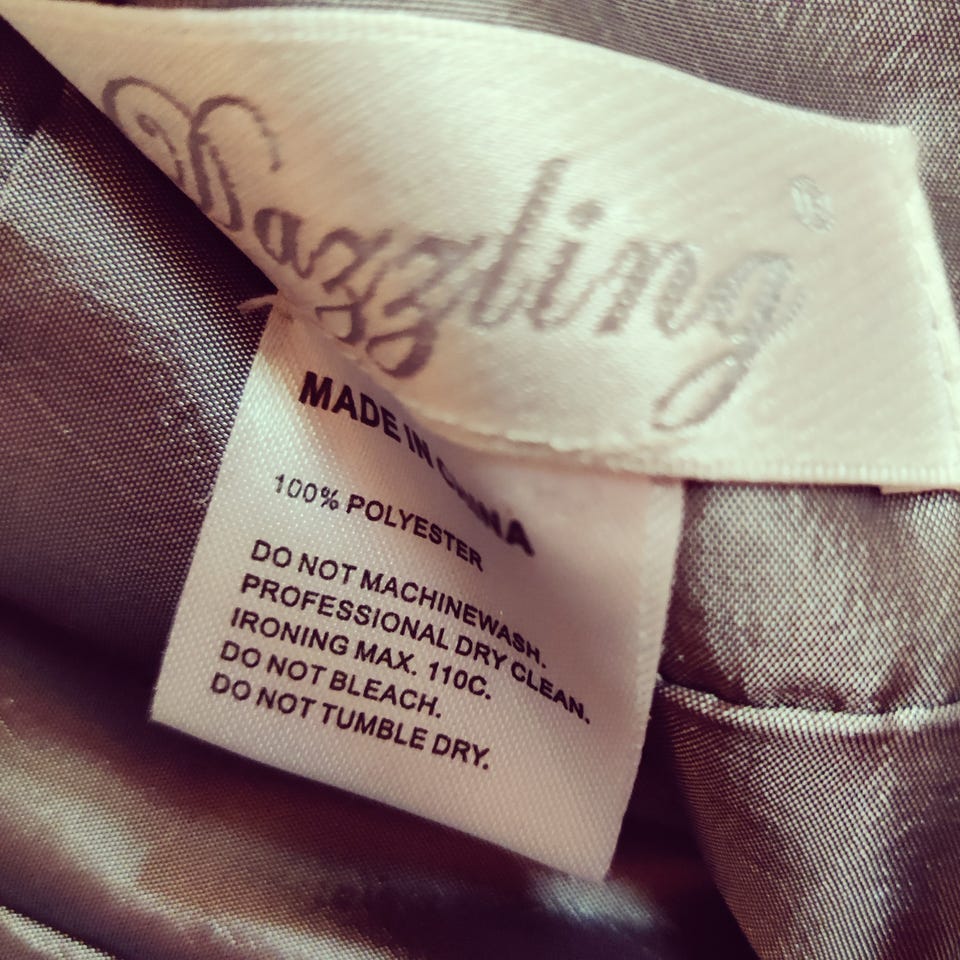 Dazzling
MADE IN CHINA
100% POLYESTER
DO NOT MACHINEWASH.
PROFESSIONAL DRY CLEAN.
IRONING MAX. 110C.
DO NOT BLEACH.
DO NOT TUMBLE DRY.